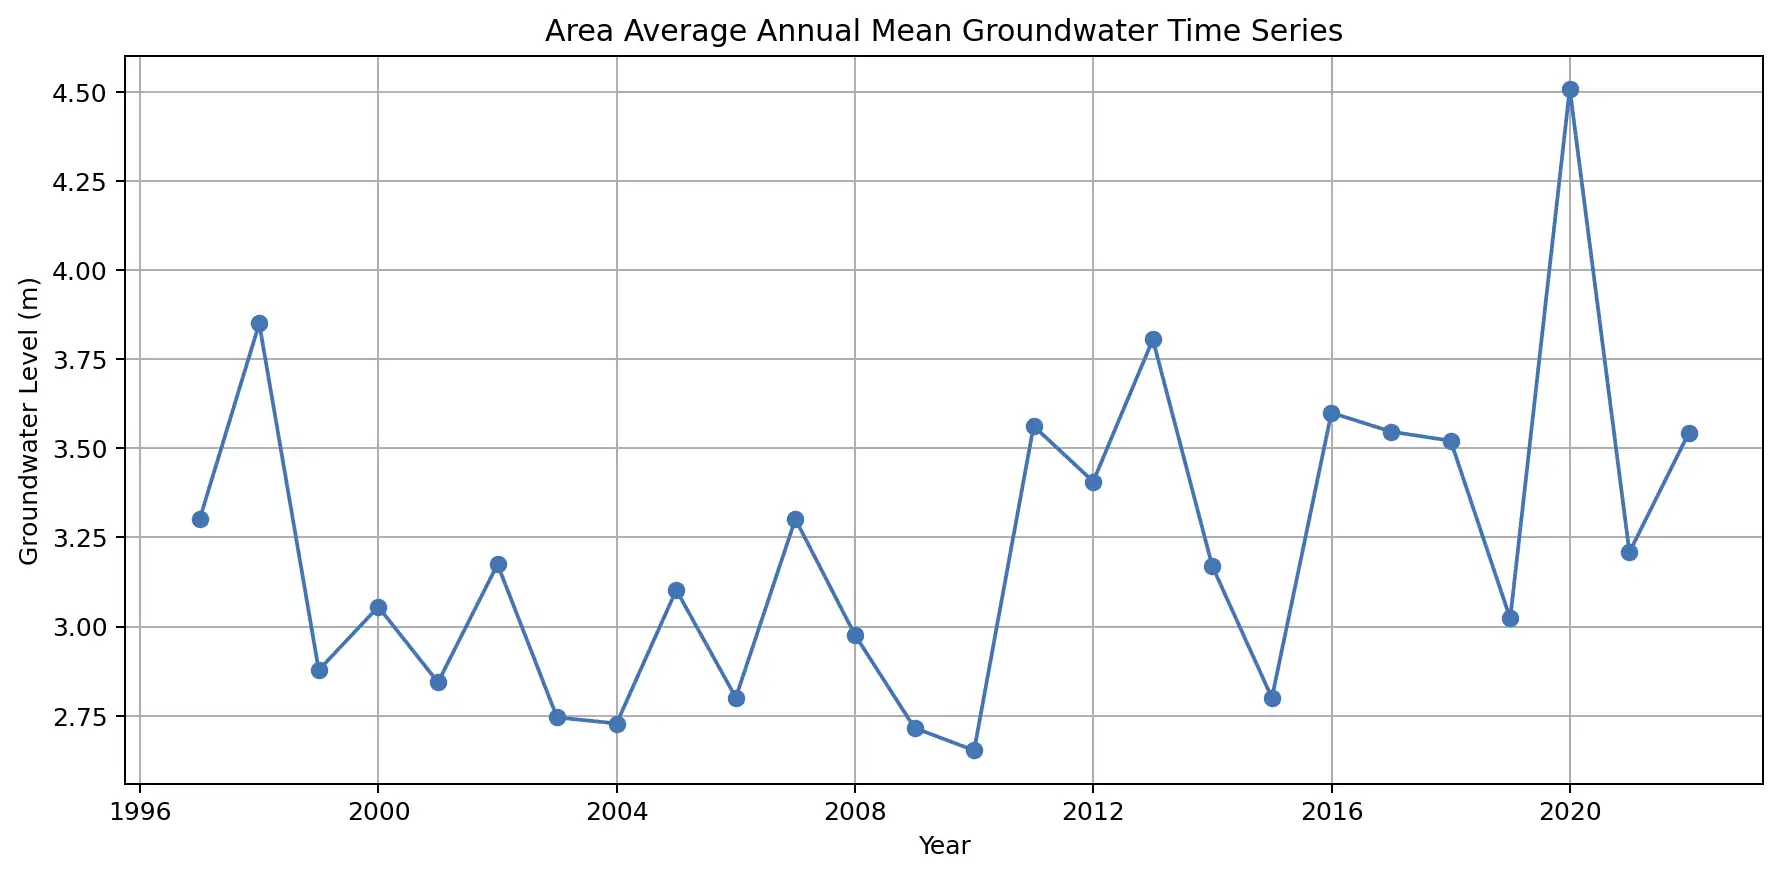 Area Average Annual Mean Groundwater Time Series
4.50
4.25
4.00
3.75
3.50
3.25
3.00
2.75
Groundwater Level (m)
1996 2000 2004 2008 2012 2016 2020
Year